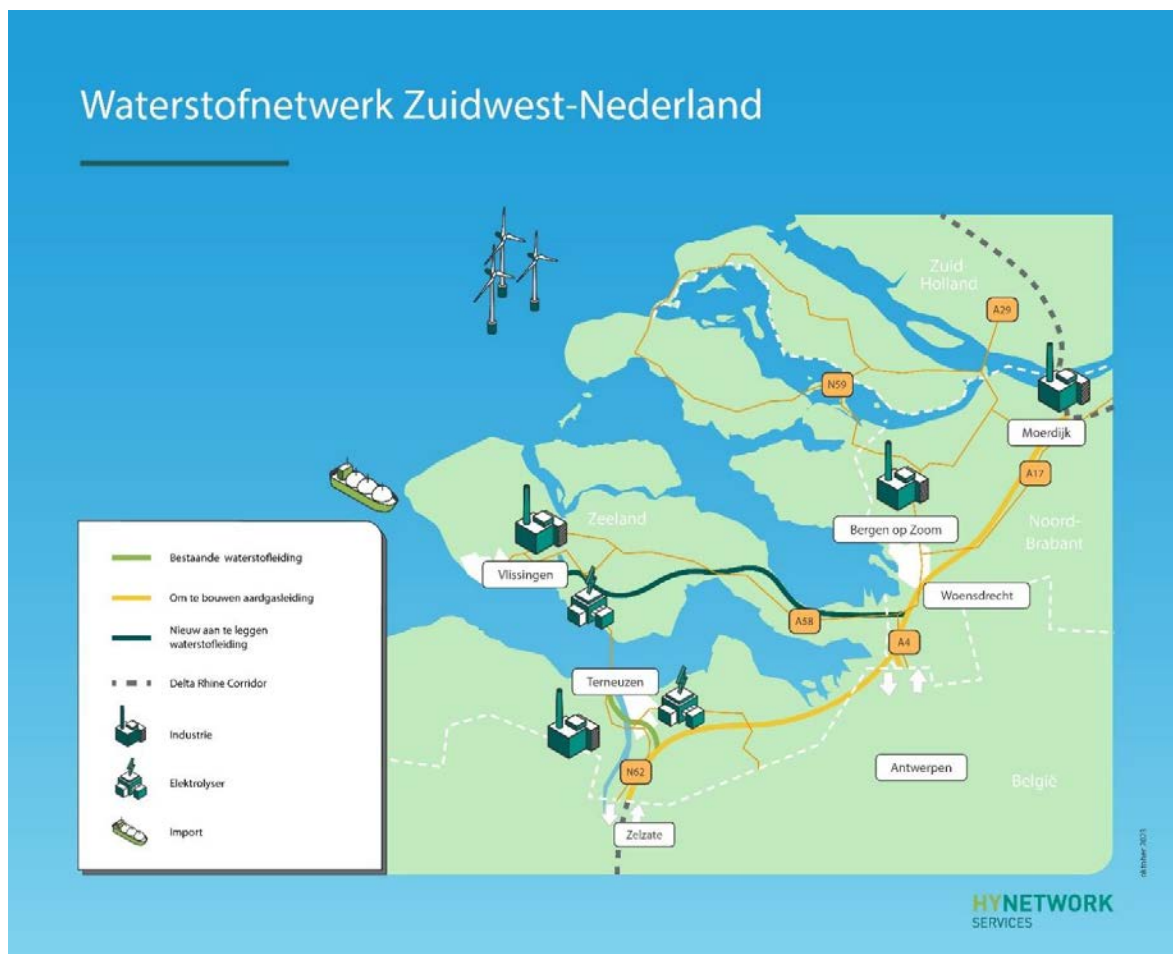 Waterstofnetwerk Zuidwest-Nederland
Zuid
Holland
A29
N59
Moerdijk
A17
Bergen op Zoom
Noord-
Brabant
Zeeland
Vlissingen
Woensdrecht
A58
A4
Terneuzen
Antwerpen
België
N62
Zelzate
Bestaande waterstofleiding
Om te bouwen aardgasleiding
Nieuw aan te leggen
waterstofleiding
Delta Rhine Corridor
Industrie
Elektrolyser
Import
oktober 2023
HYNETWORK
SERVICES